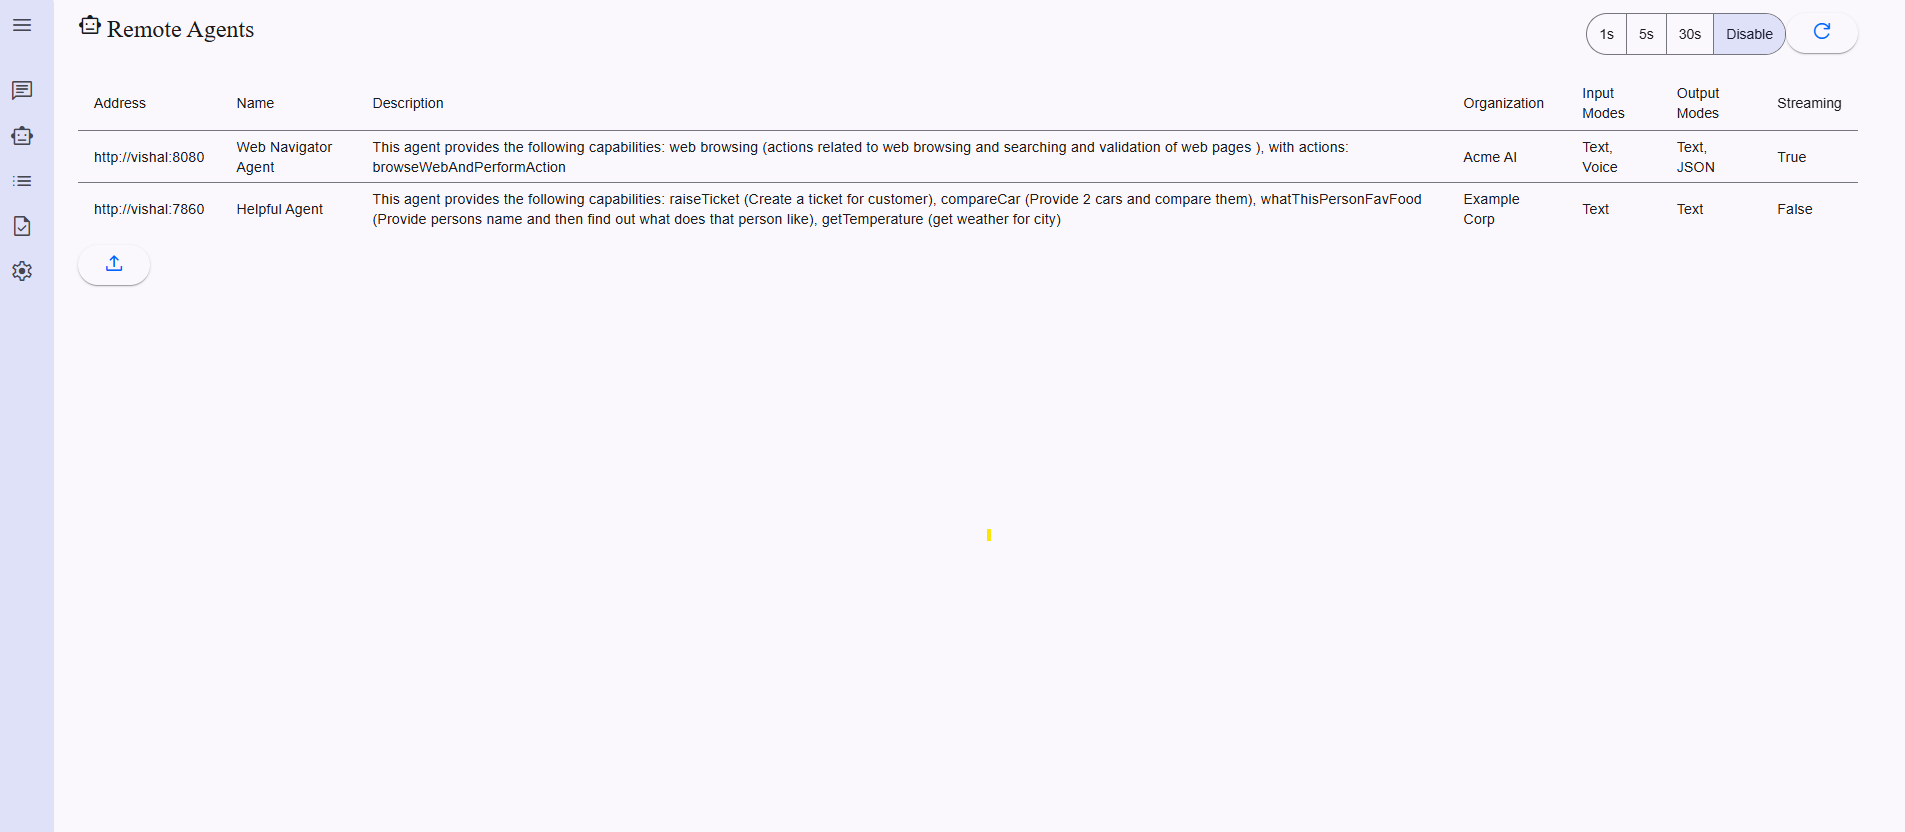 Remote Agents
1s 5s 30s Disable
Address Name Description Organization Input Modes Output Modes Streaming
http://vishal:8080 Web Navigator Agent This agent provides the following capabilities: web browsing (actions related to web browsing and searching and validation of web pages ), with actions:
browseWebAndPerformAction Acme AI Text, Voice Text, JSON True
http://vishal:7860 Helpful Agent This agent provides the following capabilities: raiseTicket (Create a ticket for customer), compareCar (Provide 2 cars and compare them), whatThisPersonFavFood
(Provide persons name and then find out what does that person like), getTemperature (get weather for city) Example Corp Text Text False